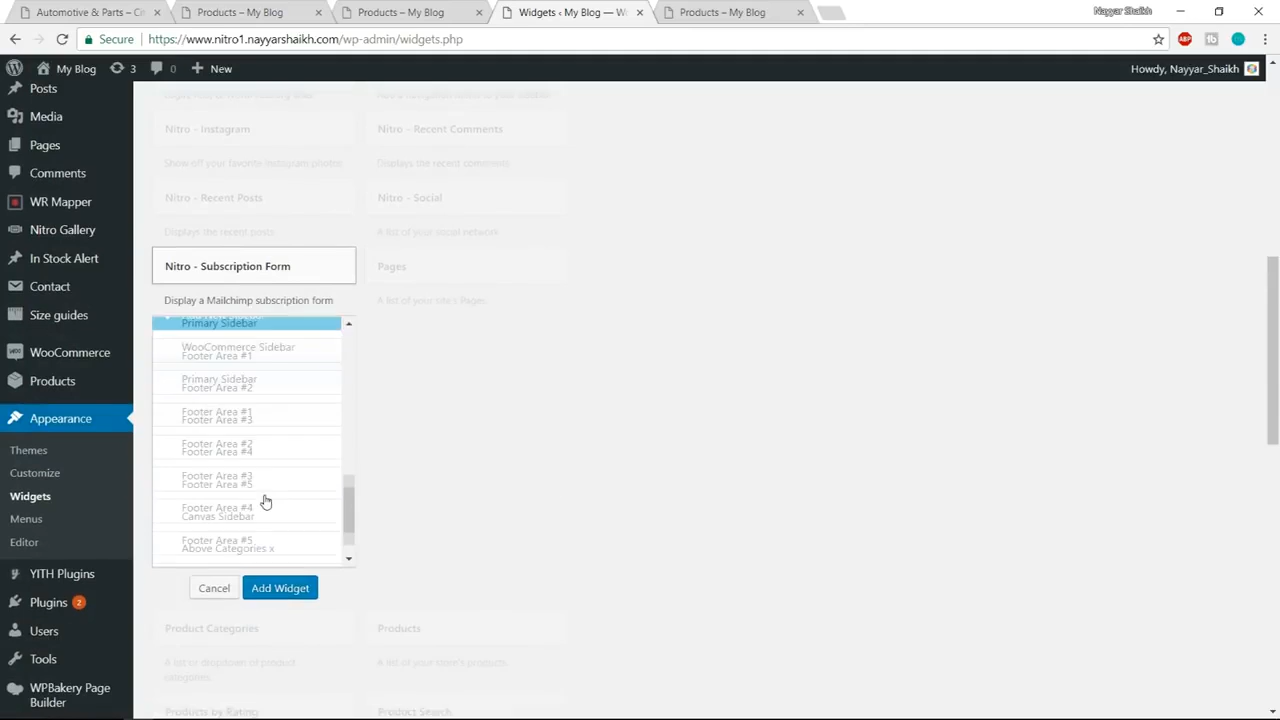 Automotive & Parts – Cit
Products – My Blog
Products – My Blog
Widgets ‹ My Blog — W
Products – My Blog
Nayyar Shaikh
Secure
https://www.nitro1.nayyarshaikh.com/wp-admin/widgets.php
My Blog
3
0
New
Howdy, Nayyar_Shaikh
Posts
Media
Pages
Comments
WR Mapper
Nitro Gallery
In Stock Alert
Contact
Size guides
WooCommerce
Products
Appearance
Themes
Customize
Widgets
Menus
Editor
YITH Plugins
Plugins 2
Users
Tools
WPBakery Page
Builder
Nitro - Instagram
Nitro - Recent Comments
Show off your favorite Instagram photos
Displays the recent comments
Nitro - Recent Posts
Nitro - Social
Displays the recent posts
A list of your social network
Nitro - Subscription Form
Pages
Display a Mailchimp subscription form
A list of your site's Pages.
Primary Sidebar
WooCommerce Sidebar
Footer Area #1
Primary Sidebar
Footer Area #2
Footer Area #1
Footer Area #3
Footer Area #2
Footer Area #4
Footer Area #3
Footer Area #5
Footer Area #4
Canvas Sidebar
Footer Area #5
Above Categories x
Cancel
Add Widget
Product Categories
Products
A list or dropdown of product
categories.
A list of your store's products.
Products by Rating
Product Search